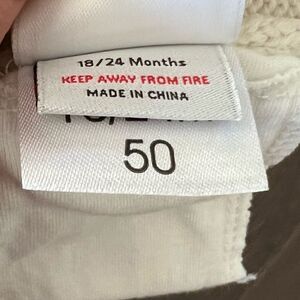 18/24 Months
KEEP AWAY FROM FIRE
MADE IN CHINA
50